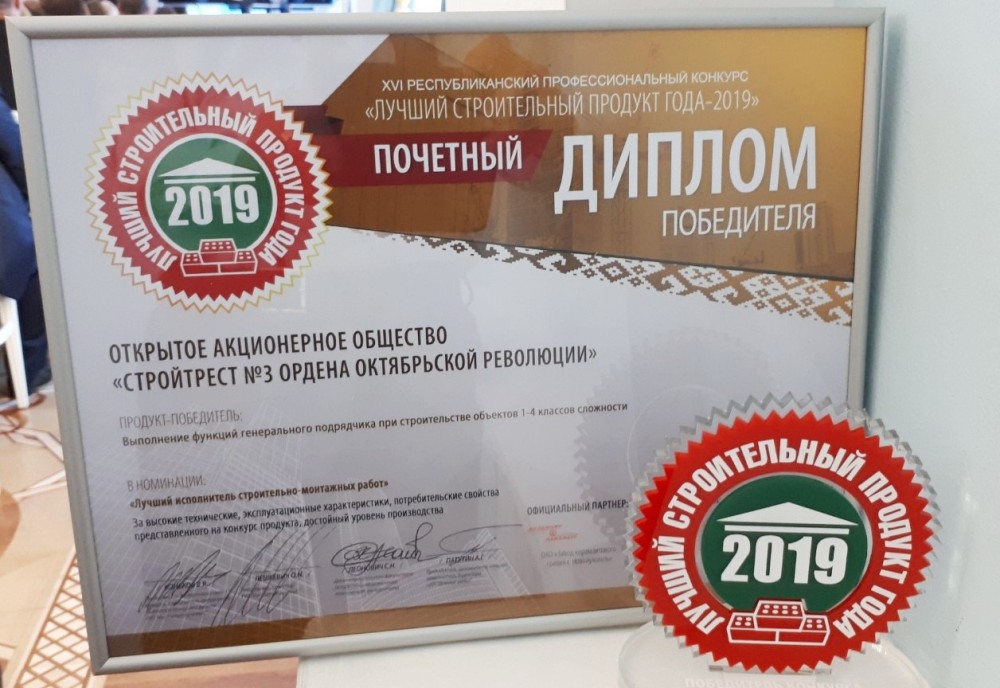 XVI РЕСПУБЛИКАНСКИЙ ПРОФЕССИОНАЛЬНЫЙ КОНКУРС
«ЛУЧШИЙ СТРОИТЕЛЬНЫЙ ПРОДУКТ ГОДА-2019»
ПОЧЕТНЫЙ ДИПЛОМ
ПОБЕДИТЕЛЯ
ЛУЧШИЙ СТРОИТЕЛЬНЫЙ ПРОДУКТ ГОДА
2019
ОТКРЫТОЕ АКЦИОНЕРНОЕ ОБЩЕСТВО
«СТРОЙТРЕСТ №3 ОРДЕНА ОКТЯБРЬСКОЙ РЕВОЛЮЦИИ»
ПРОДУКТ-ПОБЕДИТЕЛЬ:
Выполнение функций генерального подрядчика при строительстве объектов 1-4 классов сложности
В НОМИНАЦИИ:
«Лучший исполнитель строительно-монтажных работ»
За высокие технические, эксплуатационные характеристики, потребительские свойства
представленного на конкурс продукта, достойный уровень производства
ОФИЦИАЛЬНЫЙ ПАРТНЕР:
ЛУЧШИЙ СТРОИТЕЛЬНЫЙ ПРОДУКТ ГОДА
2019